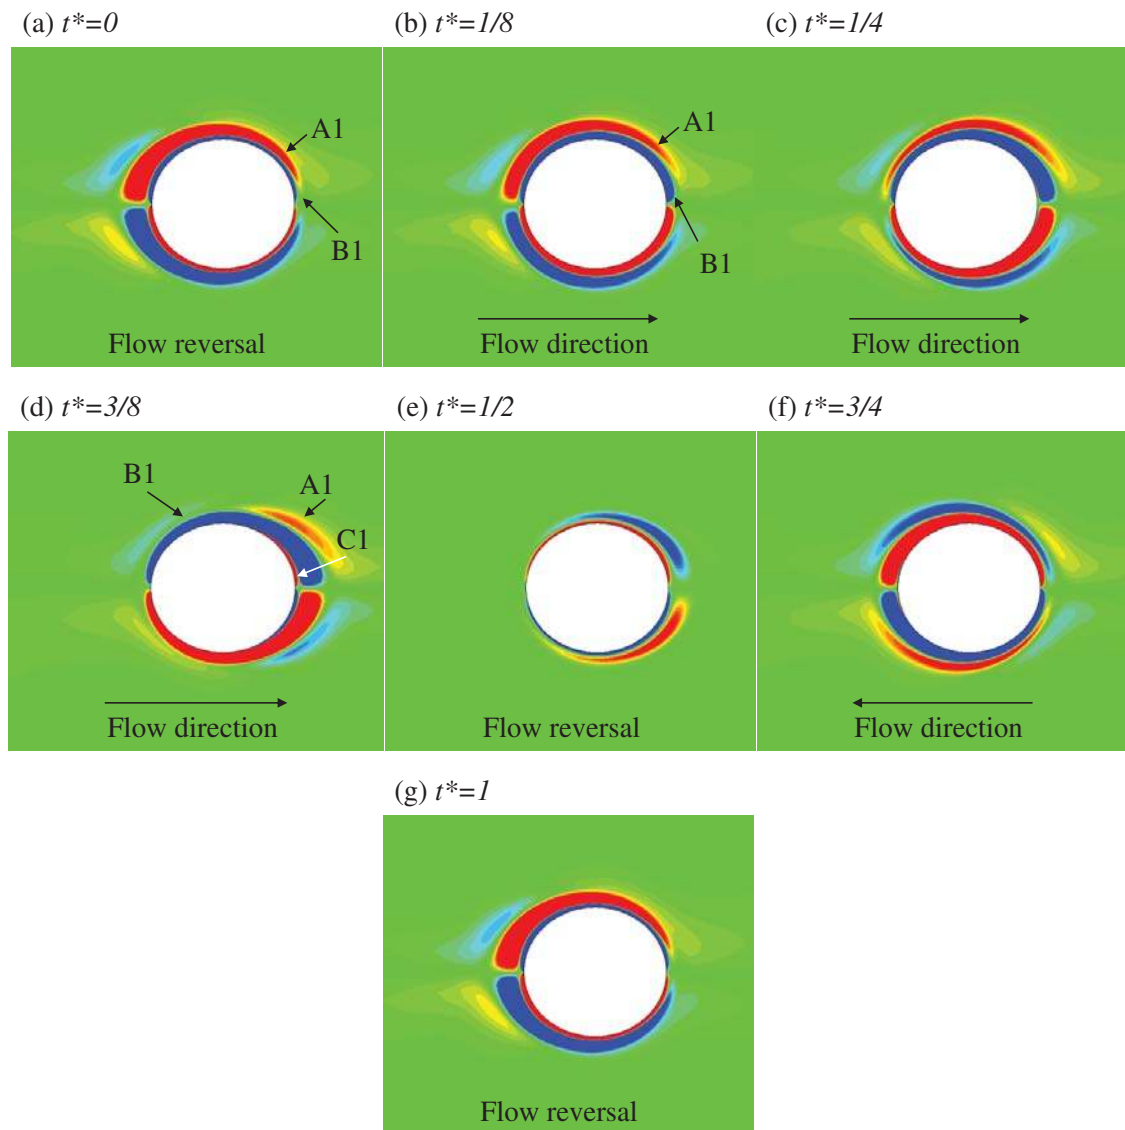 (a) t*=0
(b) t*=1/8
(c) t*=1/4
A1
B1
Flow reversal
A1
B1
Flow direction
Flow direction
(d) t*=3/8
(e) t*=1/2
(f) t*=3/4
B1
A1
C1
Flow direction
Flow reversal
Flow direction
(g) t*=1
Flow reversal